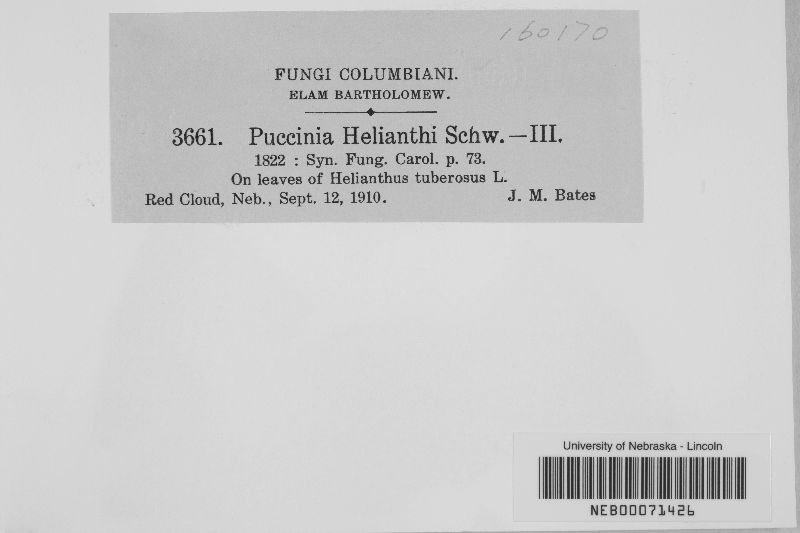 160170
FUNGI COLUMBIANI.
ELAM BARTHOLOMEW.
3661. Puccinia Helianthi Schw.—III.
1822 : Syn. Fung. Carol. p. 73.
On leaves of Helianthus tuberosus L.
Red Cloud, Neb., Sept. 12, 1910. J. M. Bates
University of Nebraska - Lincoln
NEB00071426